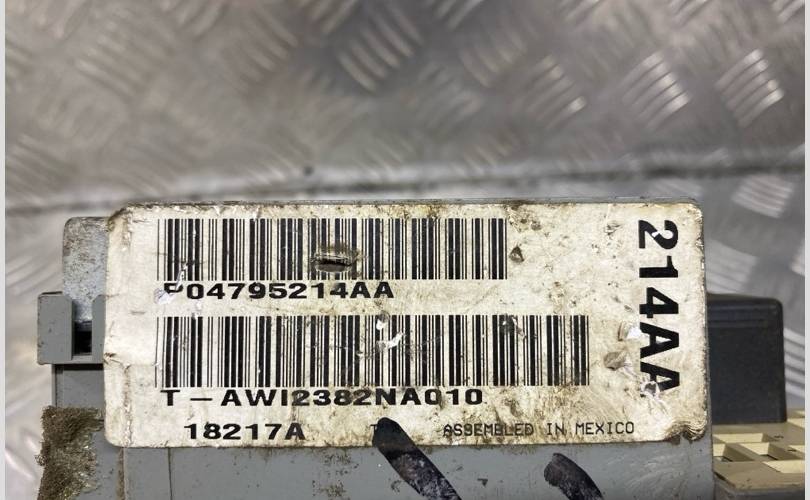 P04795214AA
T-AWI2382NA010
18217A
ASSEMBLED IN MEXICO
214AA